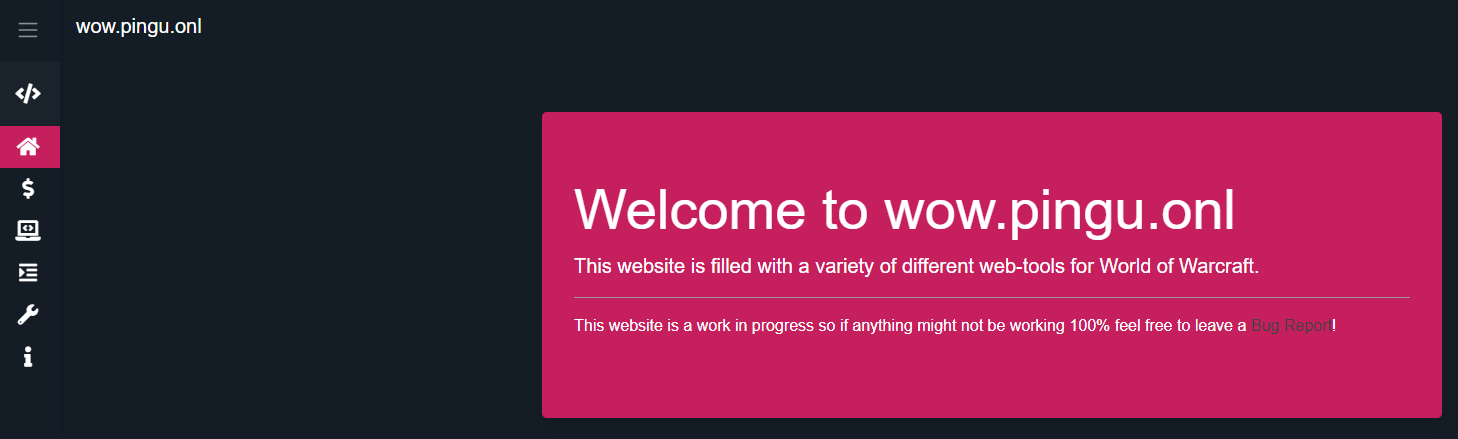 wow.pingu.onl
Welcome to wow.pingu.onl
This website is filled with a variety of different web-tools for World of Warcraft.
This website is a work in progress so if anything might not be working 100% feel free to leave a Bug Report!